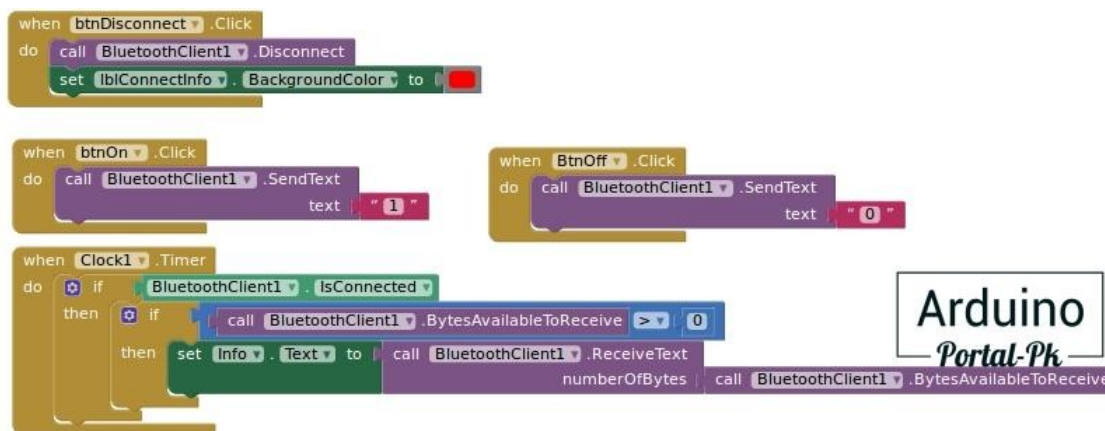 when btnDisconnect .Click
do call BluetoothClient1 .Disconnect
set lblConnectInfo . BackgroundColor to
when btnOn .Click
do call BluetoothClient1 .SendText
text " 1 "
when BtnOff .Click
do call BluetoothClient1 .SendText
text " 0 "
when Clock1 .Timer
do if BluetoothClient1 . IsConnected
then if call BluetoothClient1 .BytesAvailableToReceive > 0
then set Info . Text to call BluetoothClient1 .ReceiveText
numberOfBytes call BluetoothClient1 .BytesAvailableToReceive
Arduino
Portal-Pk